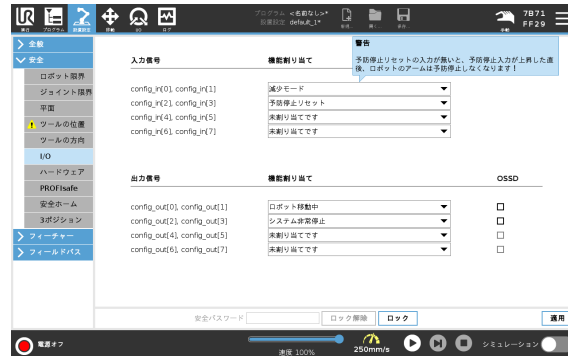 プログラム <名前なし>*
設置設定 default_1*
実行 プログラム 設置設定 移動 I/O ログ
新規... 開く... 保存...
手動
7B71
FF29
全般
安全
ロボット限界
ジョイント限界
平面
ツールの位置
ツールの方向
I/O
ハードウェア
PROFIsafe
安全ホーム
3ポジション
フィーチャー
フィールドバス
警告
予防停止リセットの入力が無いと、予防停止入力が上昇した直
後、ロボットのアームは予防停止しなくなります！
入力信号 機能割り当て
config_in[0], config_in[1] 減少モード
config_in[2], config_in[3] 予防停止リセット
config_in[4], config_in[5] 未割り当てです
config_in[6], config_in[7] 未割り当てです
出力信号 機能割り当て OSSD
config_out[0], config_out[1] ロボット移動中
config_out[2], config_out[3] システム非常停止
config_out[4], config_out[5] 未割り当てです
config_out[6], config_out[7] 未割り当てです
安全パスワード ロック解除 ロック 適用
電源オフ
速度 100%
250mm/s
シミュレーション